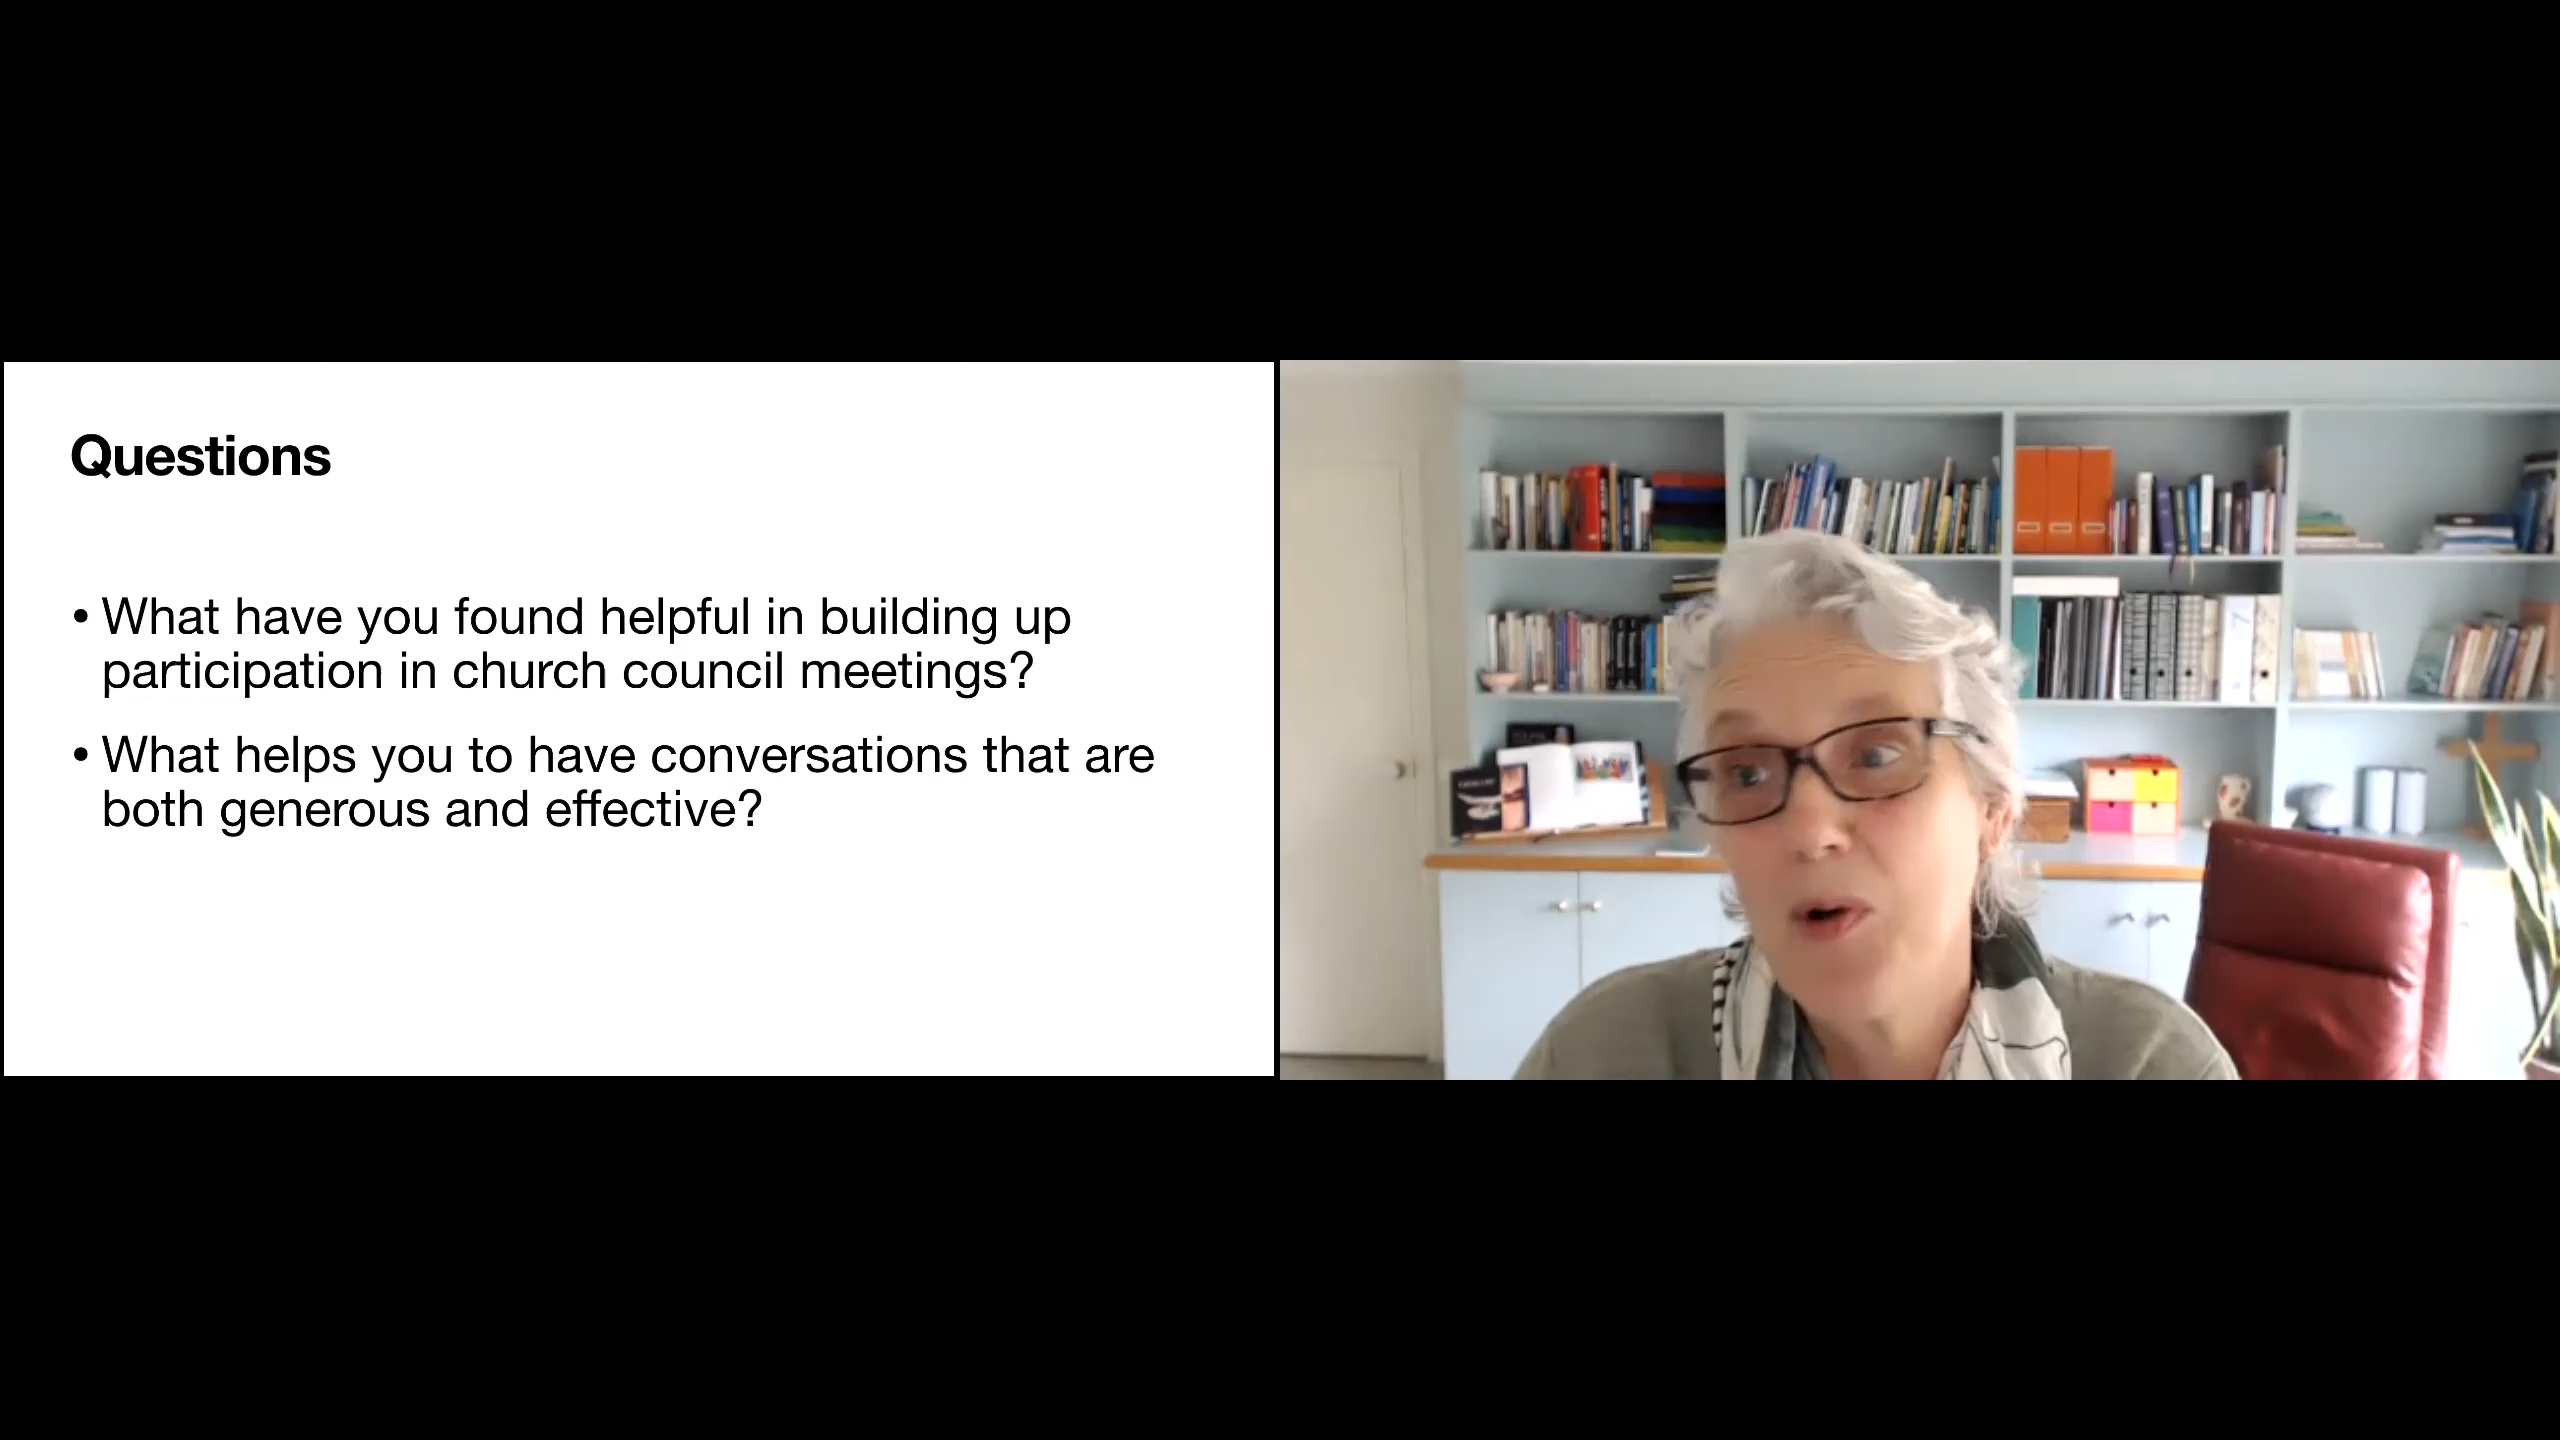 Questions
• What have you found helpful in building up
participation in church council meetings?
• What helps you to have conversations that are
both generous and effective?